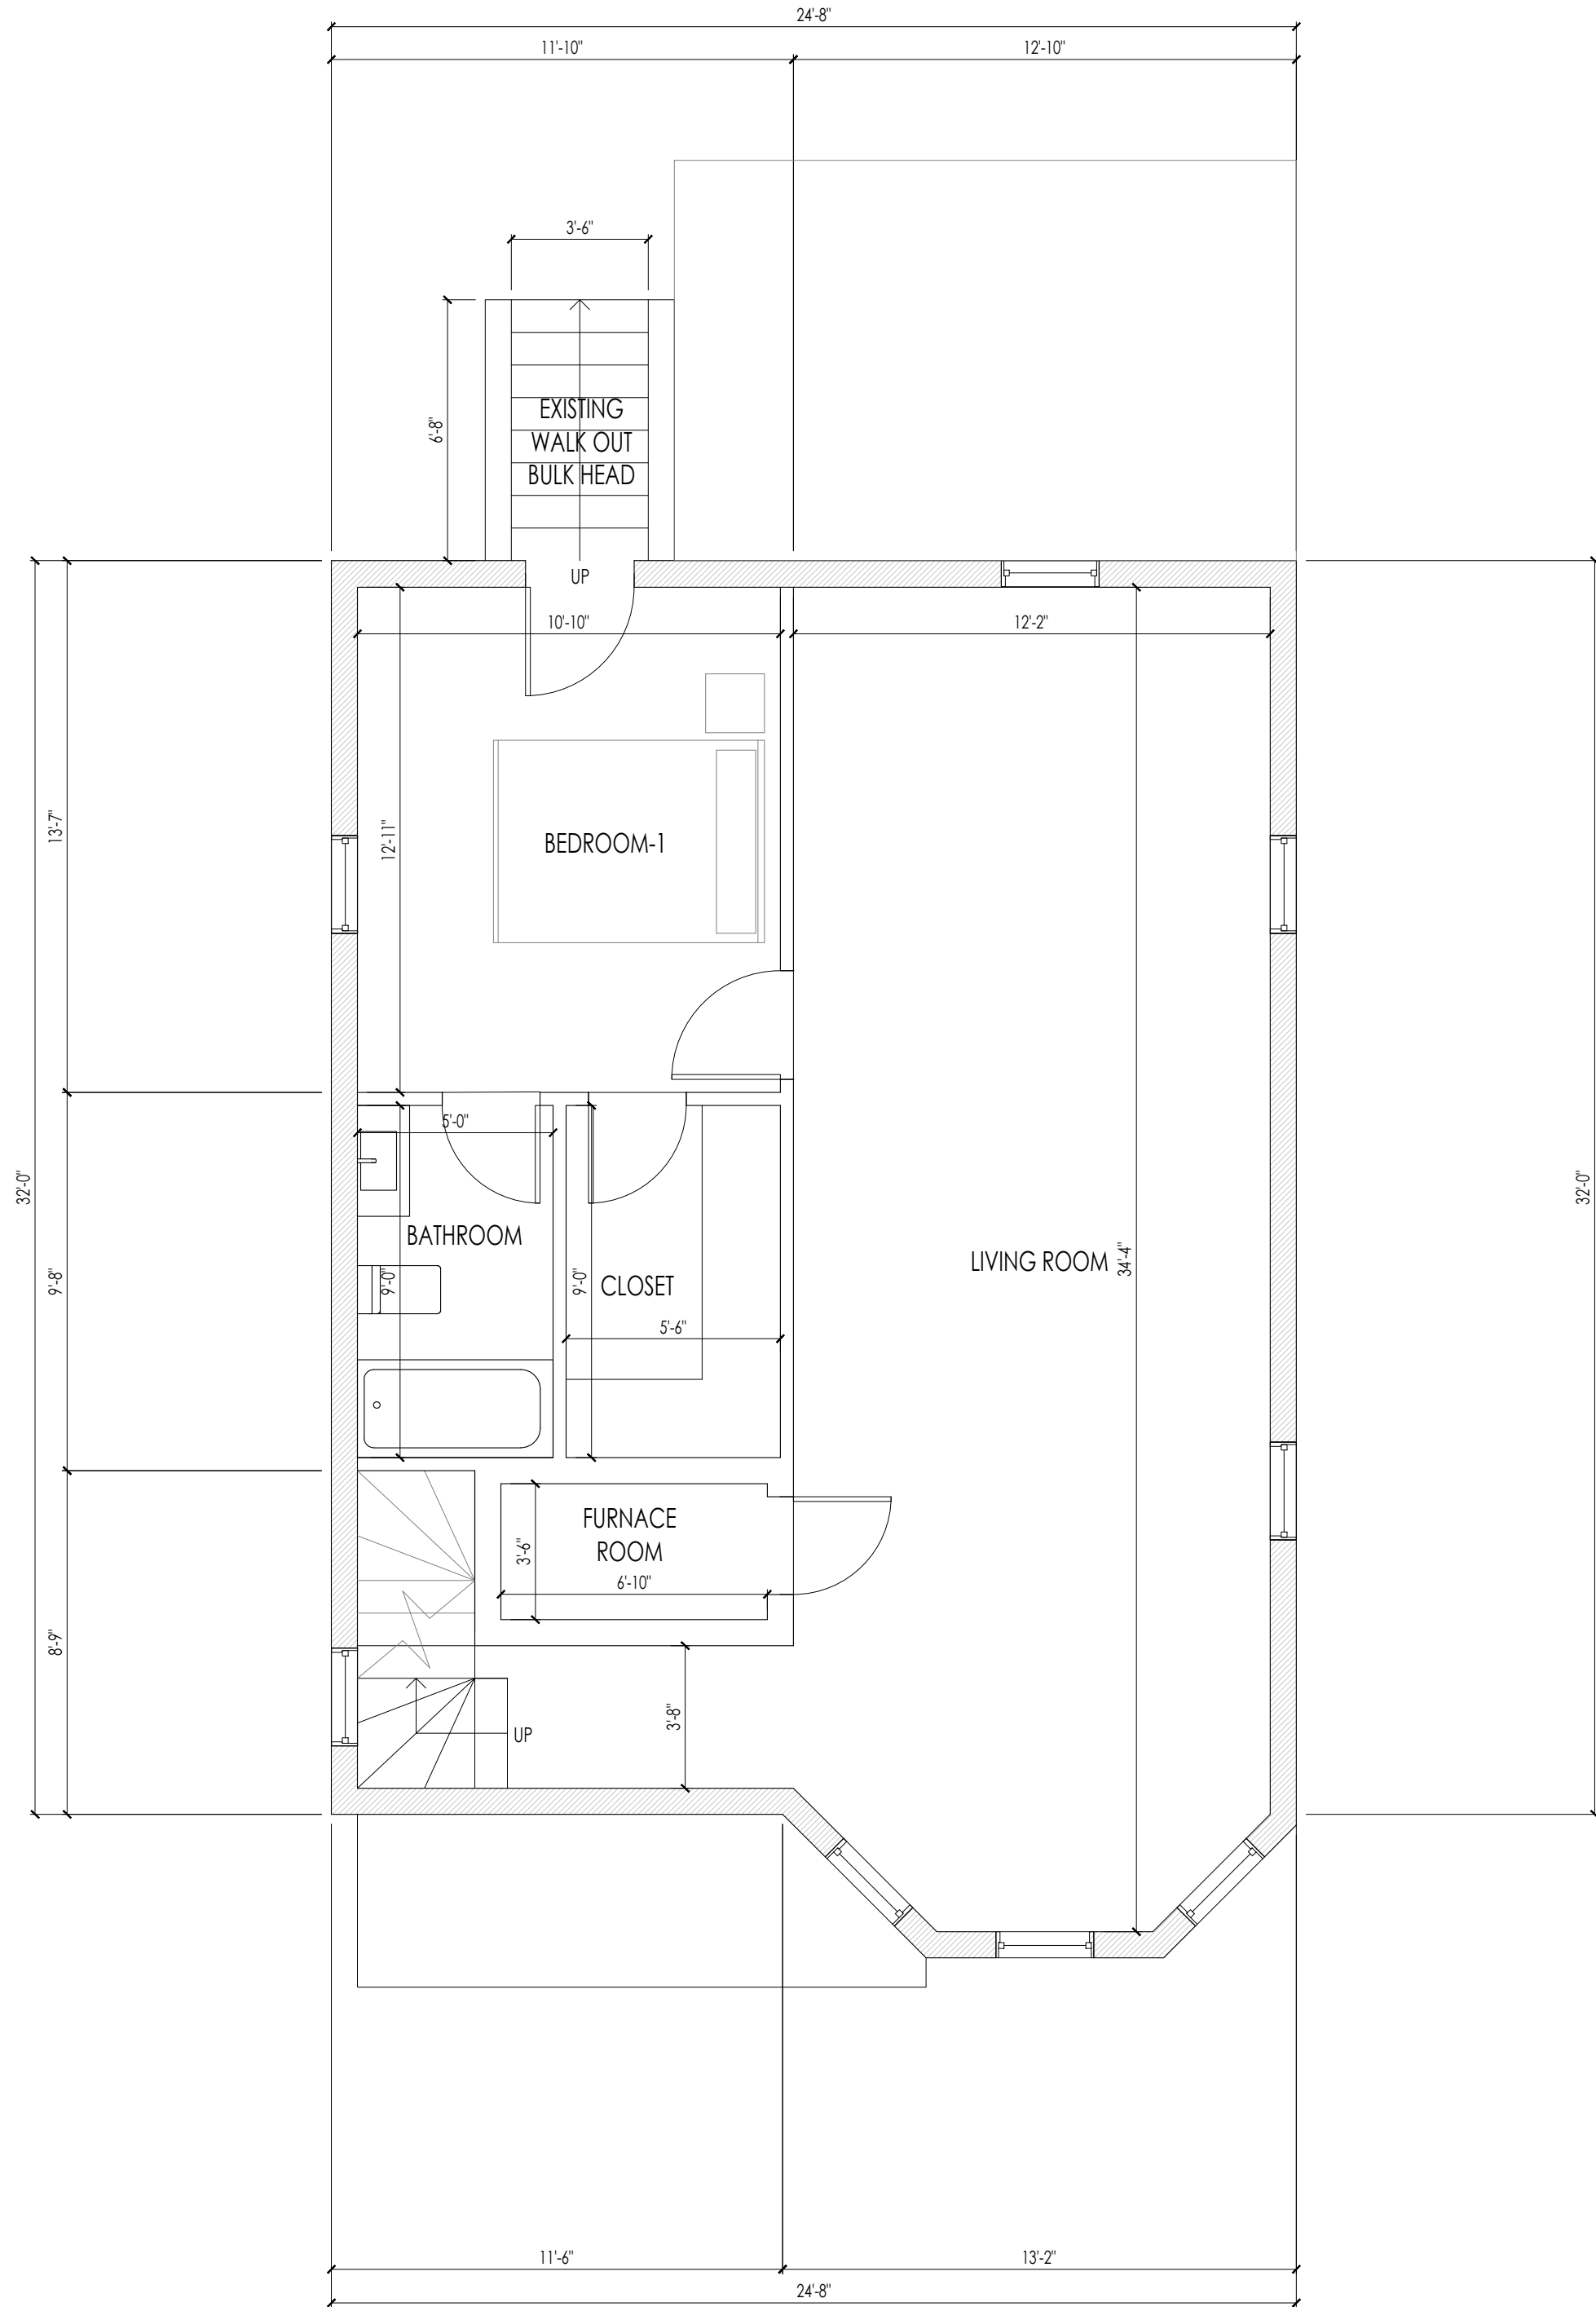 24'-8"
11'-10"
12'-10"
3'-6"
6'-8"
EXISTING
WALK OUT
BULK HEAD
UP
10'-10"
12'-2"
13'-7"
12'-11"
BEDROOM-1
5'-0"
32'-0"
32'-0"
BATHROOM
LIVING ROOM
34'-4"
9'-8"
9'-0"
9'-0"
CLOSET
5'-6"
FURNACE
ROOM
3'-6"
6'-10"
8'-9"
3'-8"
UP
11'-6"
13'-2"
24'-8"